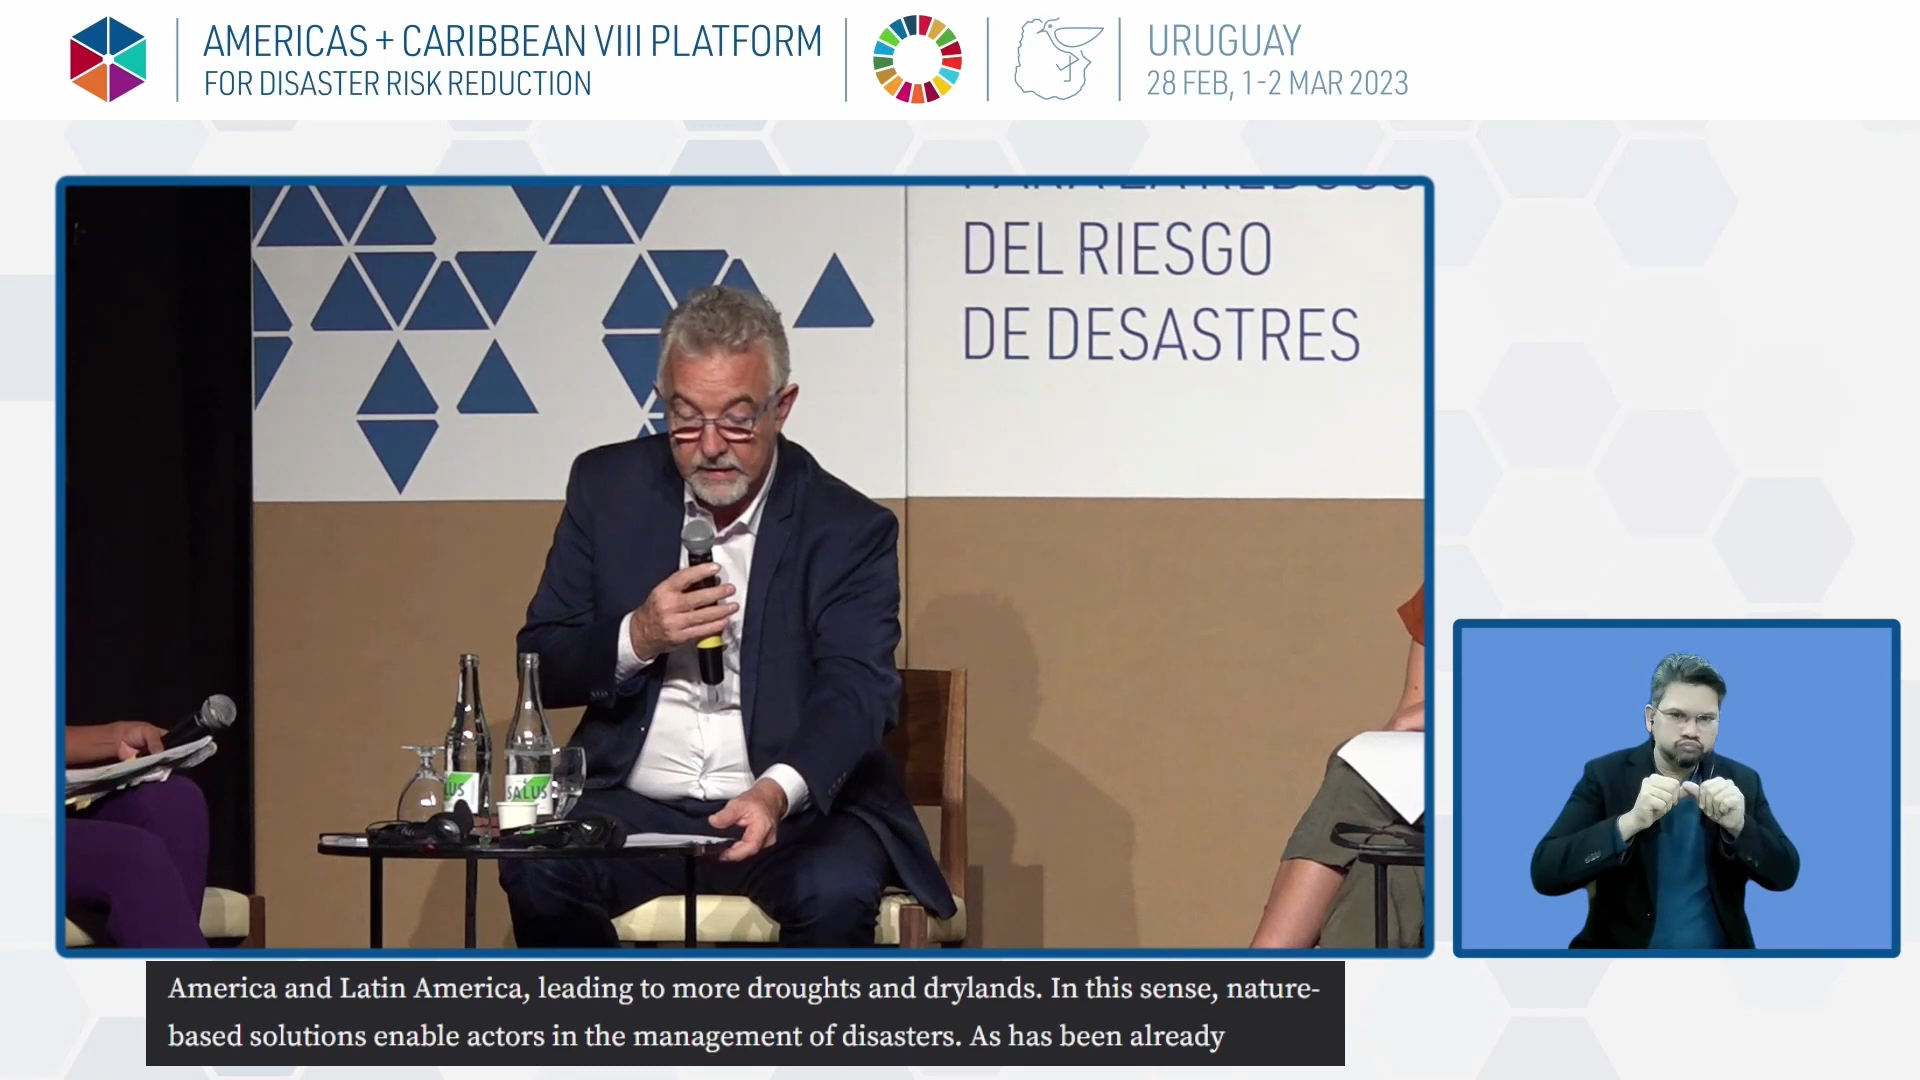 AMERICAS + CARIBBEAN VIII PLATFORM
FOR DISASTER RISK REDUCTION
URUGUAY
28 FEB, 1-2 MAR 2023
DEL RIESGO
DE DESASTRES
SALUS
America and Latin America, leading to more droughts and drylands. In this sense, nature-
based solutions enable actors in the management of disasters. As has been already